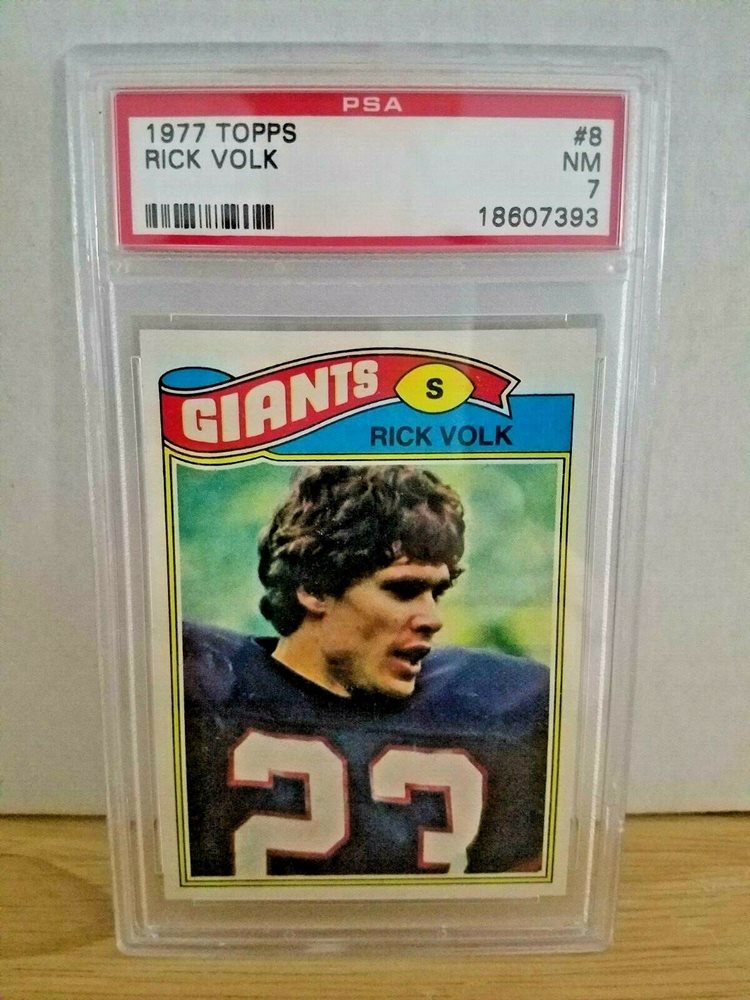 PSA
1977 TOPPS #8
RICK VOLK NM
7
18607393
GIANTS S
RICK VOLK
23